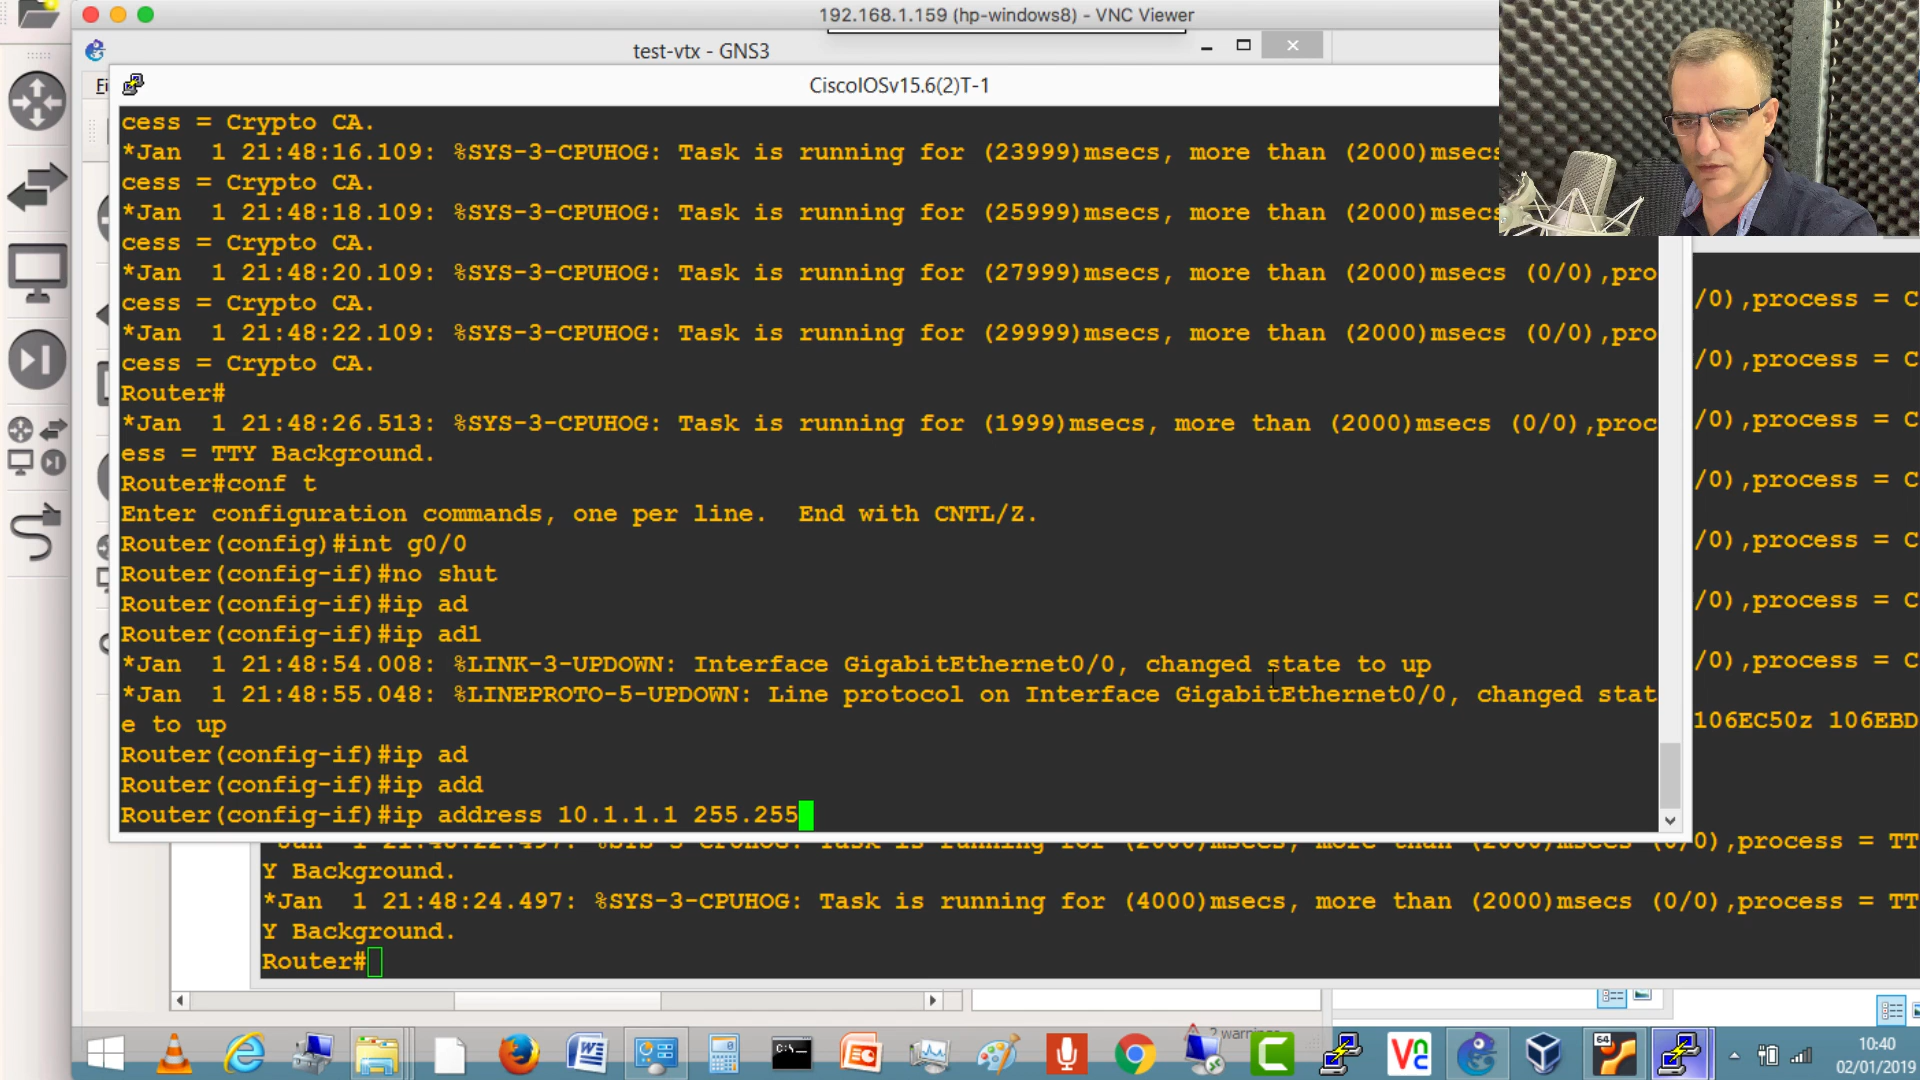 192.168.1.159 (hp-windows8) - VNC Viewer
test-vtx - GNS3
Fi
CiscoIOSv15.6(2)T-1
cess = Crypto CA.
*Jan  1 21:48:16.109: %SYS-3-CPUHOG: Task is running for (23999)msecs, more than (2000)msecs
cess = Crypto CA.
*Jan  1 21:48:18.109: %SYS-3-CPUHOG: Task is running for (25999)msecs, more than (2000)msecs
cess = Crypto CA.
*Jan  1 21:48:20.109: %SYS-3-CPUHOG: Task is running for (27999)msecs, more than (2000)msecs (0/0),pro
cess = Crypto CA.
*Jan  1 21:48:22.109: %SYS-3-CPUHOG: Task is running for (29999)msecs, more than (2000)msecs (0/0),pro
cess = Crypto CA.
Router#
*Jan  1 21:48:26.513: %SYS-3-CPUHOG: Task is running for (1999)msecs, more than (2000)msecs (0/0),proc
ess = TTY Background.
Router#conf t
Enter configuration commands, one per line.  End with CNTL/Z.
Router(config)#int g0/0
Router(config-if)#no shut
Router(config-if)#ip ad
Router(config-if)#ip ad1
*Jan  1 21:48:54.008: %LINK-3-UPDOWN: Interface GigabitEthernet0/0, changed state to up
*Jan  1 21:48:55.048: %LINEPROTO-5-UPDOWN: Line protocol on Interface GigabitEthernet0/0, changed stat
e to up
Router(config-if)#ip ad
Router(config-if)#ip add
Router(config-if)#ip address 10.1.1.1 255.255
/0),process = C
/0),process = C
/0),process = C
/0),process = C
/0),process = C
/0),process = C
/0),process = C
106EC50z 106EBD
*Jan  1 21:48:22.497: %SYS-3-CPUHOG: Task is running for (2000)msecs, more than (2000)msecs (0/0),process = TT
Y Background.
*Jan  1 21:48:24.497: %SYS-3-CPUHOG: Task is running for (4000)msecs, more than (2000)msecs (0/0),process = TT
Y Background.
Router#
2 warnings
64
10:40
02/01/2019